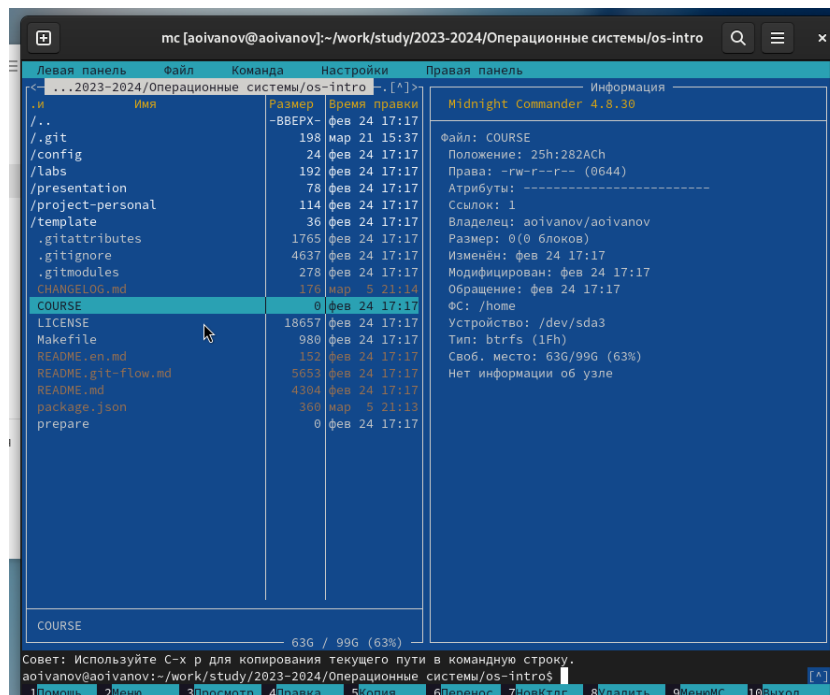 mc [aoivanov@aoivanov]:~/work/study/2023-2024/Операционные системы/os-intro
Левая панель Файл Команда Настройки Правая панель
<─ ...2023-2024/Операционные системы/os-intro ─.[^]>
.и Имя Размер Время правки
/.. -ВВЕРХ- фев 24 17:17
/.git 198 мар 21 15:37
/config 24 фев 24 17:17
/labs 192 фев 24 17:17
/presentation 78 фев 24 17:17
/project-personal 114 фев 24 17:17
/template 36 фев 24 17:17
.gitattributes 1765 фев 24 17:17
.gitignore 4637 фев 24 17:17
.gitmodules 278 фев 24 17:17
CHANGELOG.md 176 мар 5 21:14
COURSE 0 фев 24 17:17
LICENSE 18657 фев 24 17:17
Makefile 980 фев 24 17:17
README.en.md 152 фев 24 17:17
README.git-flow.md 5653 фев 24 17:17
README.md 4304 фев 24 17:17
package.json 360 мар 5 21:13
prepare 0 фев 24 17:17
COURSE
63G / 99G (63%)
Информация
Midnight Commander 4.8.30
Файл: COURSE
Положение: 25h:282ACh
Права: -rw-r--r-- (0644)
Атрибуты: --------------------------
Ссылок: 1
Владелец: aoivanov/aoivanov
Размер: 0(0 блоков)
Изменён: фев 24 17:17
Модифицирован: фев 24 17:17
Обращение: фев 24 17:17
ФС: /home
Устройство: /dev/sda3
Тип: btrfs (1Fh)
Своб. место: 63G/99G (63%)
Нет информации об узле
Совет: Используйте C-x p для копирования текущего пути в командную строку.
aoivanov@aoivanov:~/work/study/2023-2024/Операционные системы/os-intro$ [^]
1Помощь 2Меню 3Просмотр 4Правка 5Копия 6Перенос 7НовКтлг 8Удалить 9МенюМС 10Выход